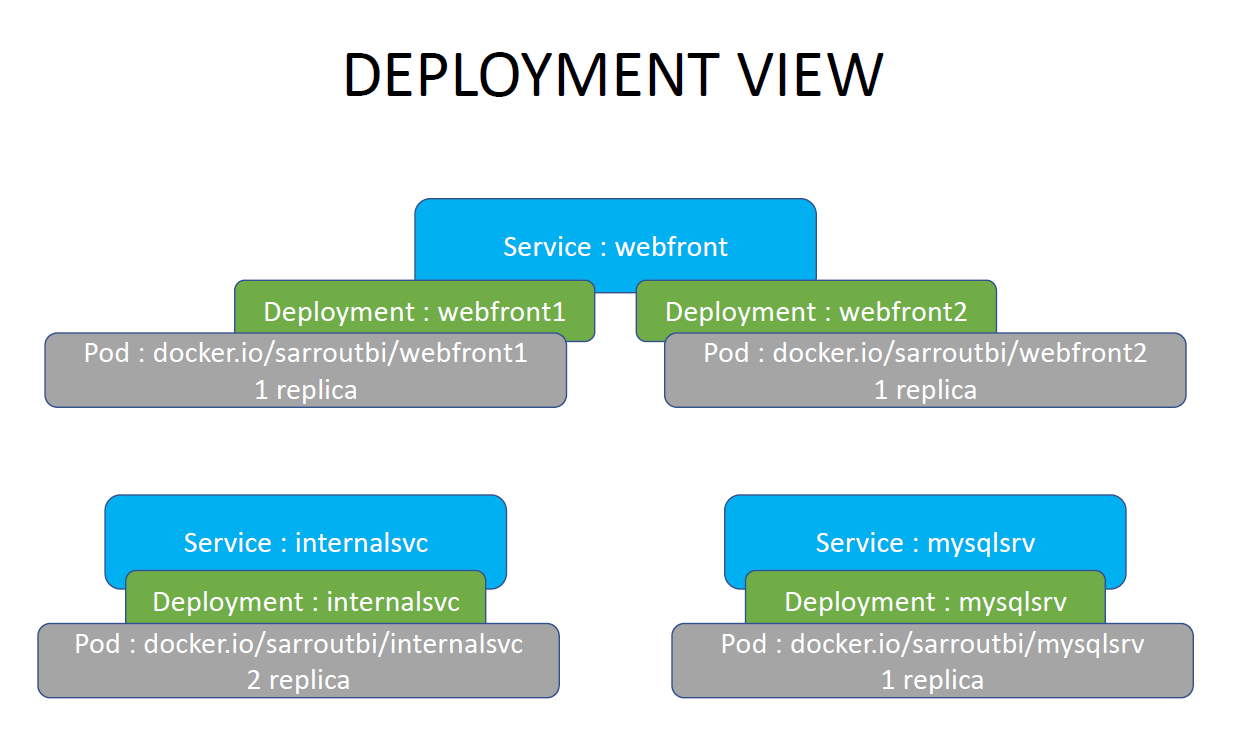 DEPLOYMENT VIEW
Service : webfront
Deployment : webfront1
Deployment : webfront2
Pod : docker.io/sarroutbi/webfront1
1 replica
Pod : docker.io/sarroutbi/webfront2
1 replica
Service : internalsvc
Deployment : internalsvc
Pod : docker.io/sarroutbi/internalsvc
2 replica
Service : mysqlsrv
Deployment : mysqlsrv
Pod : docker.io/sarroutbi/mysqlsrv
1 replica